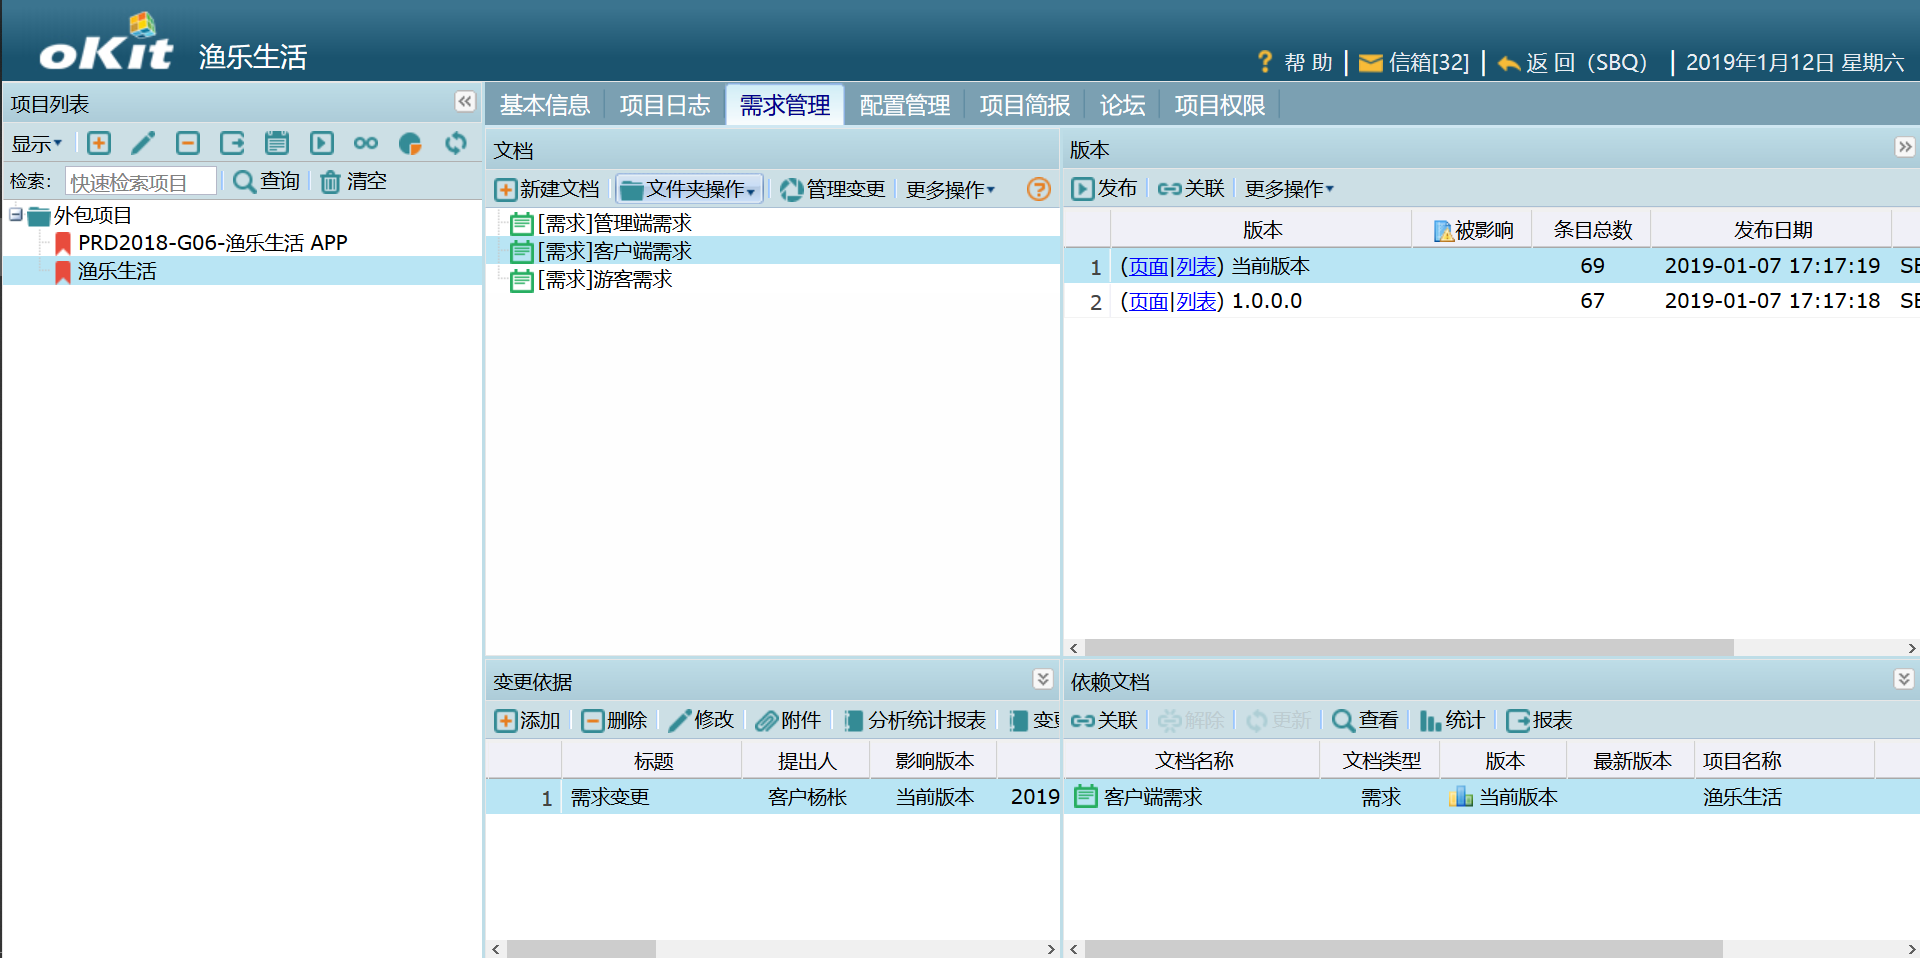 oKit 渔乐生活
? 帮 助 | 信箱[32] | 返 回（SBQ） | 2019年1月12日 星期六
项目列表
显示
检索： 快速检索项目 查询 清空
外包项目
PRD2018-G06-渔乐生活 APP
渔乐生活
基本信息 项目日志 需求管理 配置管理 项目简报 论坛 项目权限
文档
新建文档 文件夹操作 管理变更 更多操作 ?
[需求]管理端需求
[需求]客户端需求
[需求]游客需求
版本
发布 关联 更多操作
版本 被影响 条目总数 发布日期
1 (页面|列表) 当前版本 69 2019-01-07 17:17:19
2 (页面|列表) 1.0.0.0 67 2019-01-07 17:17:18
变更依据
添加 删除 修改 附件 分析统计报表
标题 提出人 影响版本
1 需求变更 客户杨枨 当前版本 2019
依赖文档
关联 解除 更新 查看 统计 报表
文档名称 文档类型 版本 最新版本 项目名称
客户端需求 需求 当前版本 渔乐生活